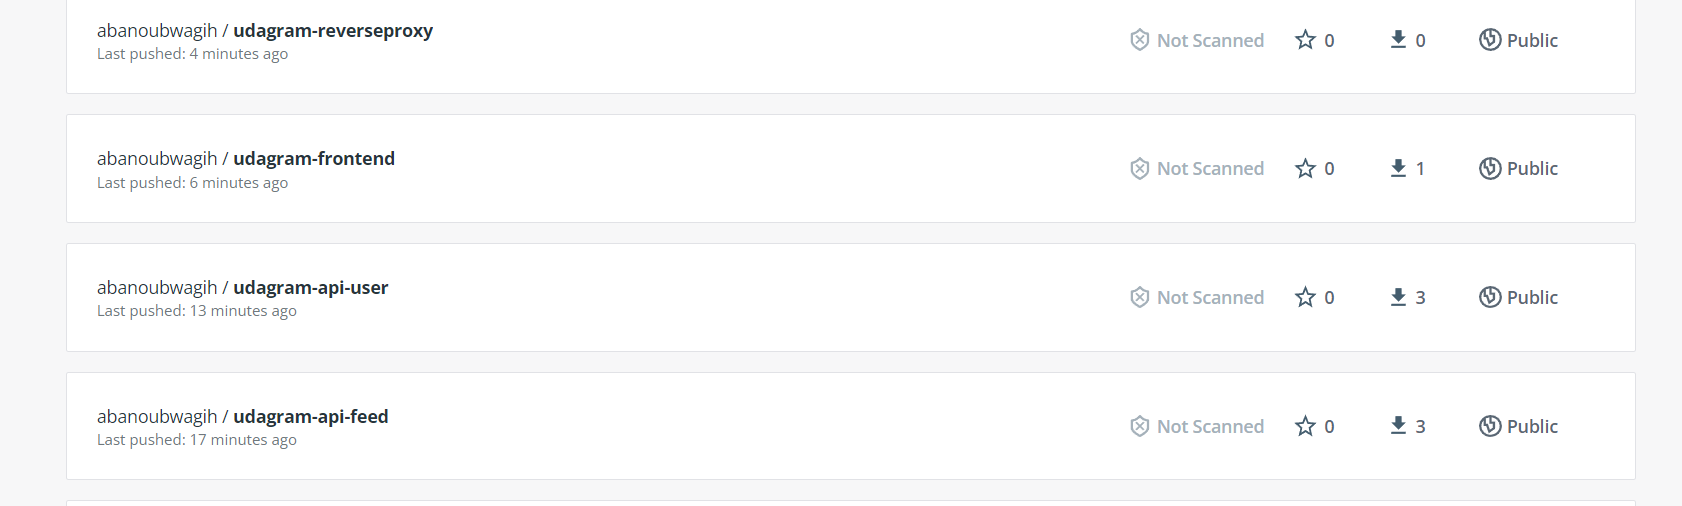 abanoubwagih / udagram-reverseproxy
Last pushed: 4 minutes ago
Not Scanned 0 0 Public
abanoubwagih / udagram-frontend
Last pushed: 6 minutes ago
Not Scanned 0 1 Public
abanoubwagih / udagram-api-user
Last pushed: 13 minutes ago
Not Scanned 0 3 Public
abanoubwagih / udagram-api-feed
Last pushed: 17 minutes ago
Not Scanned 0 3 Public